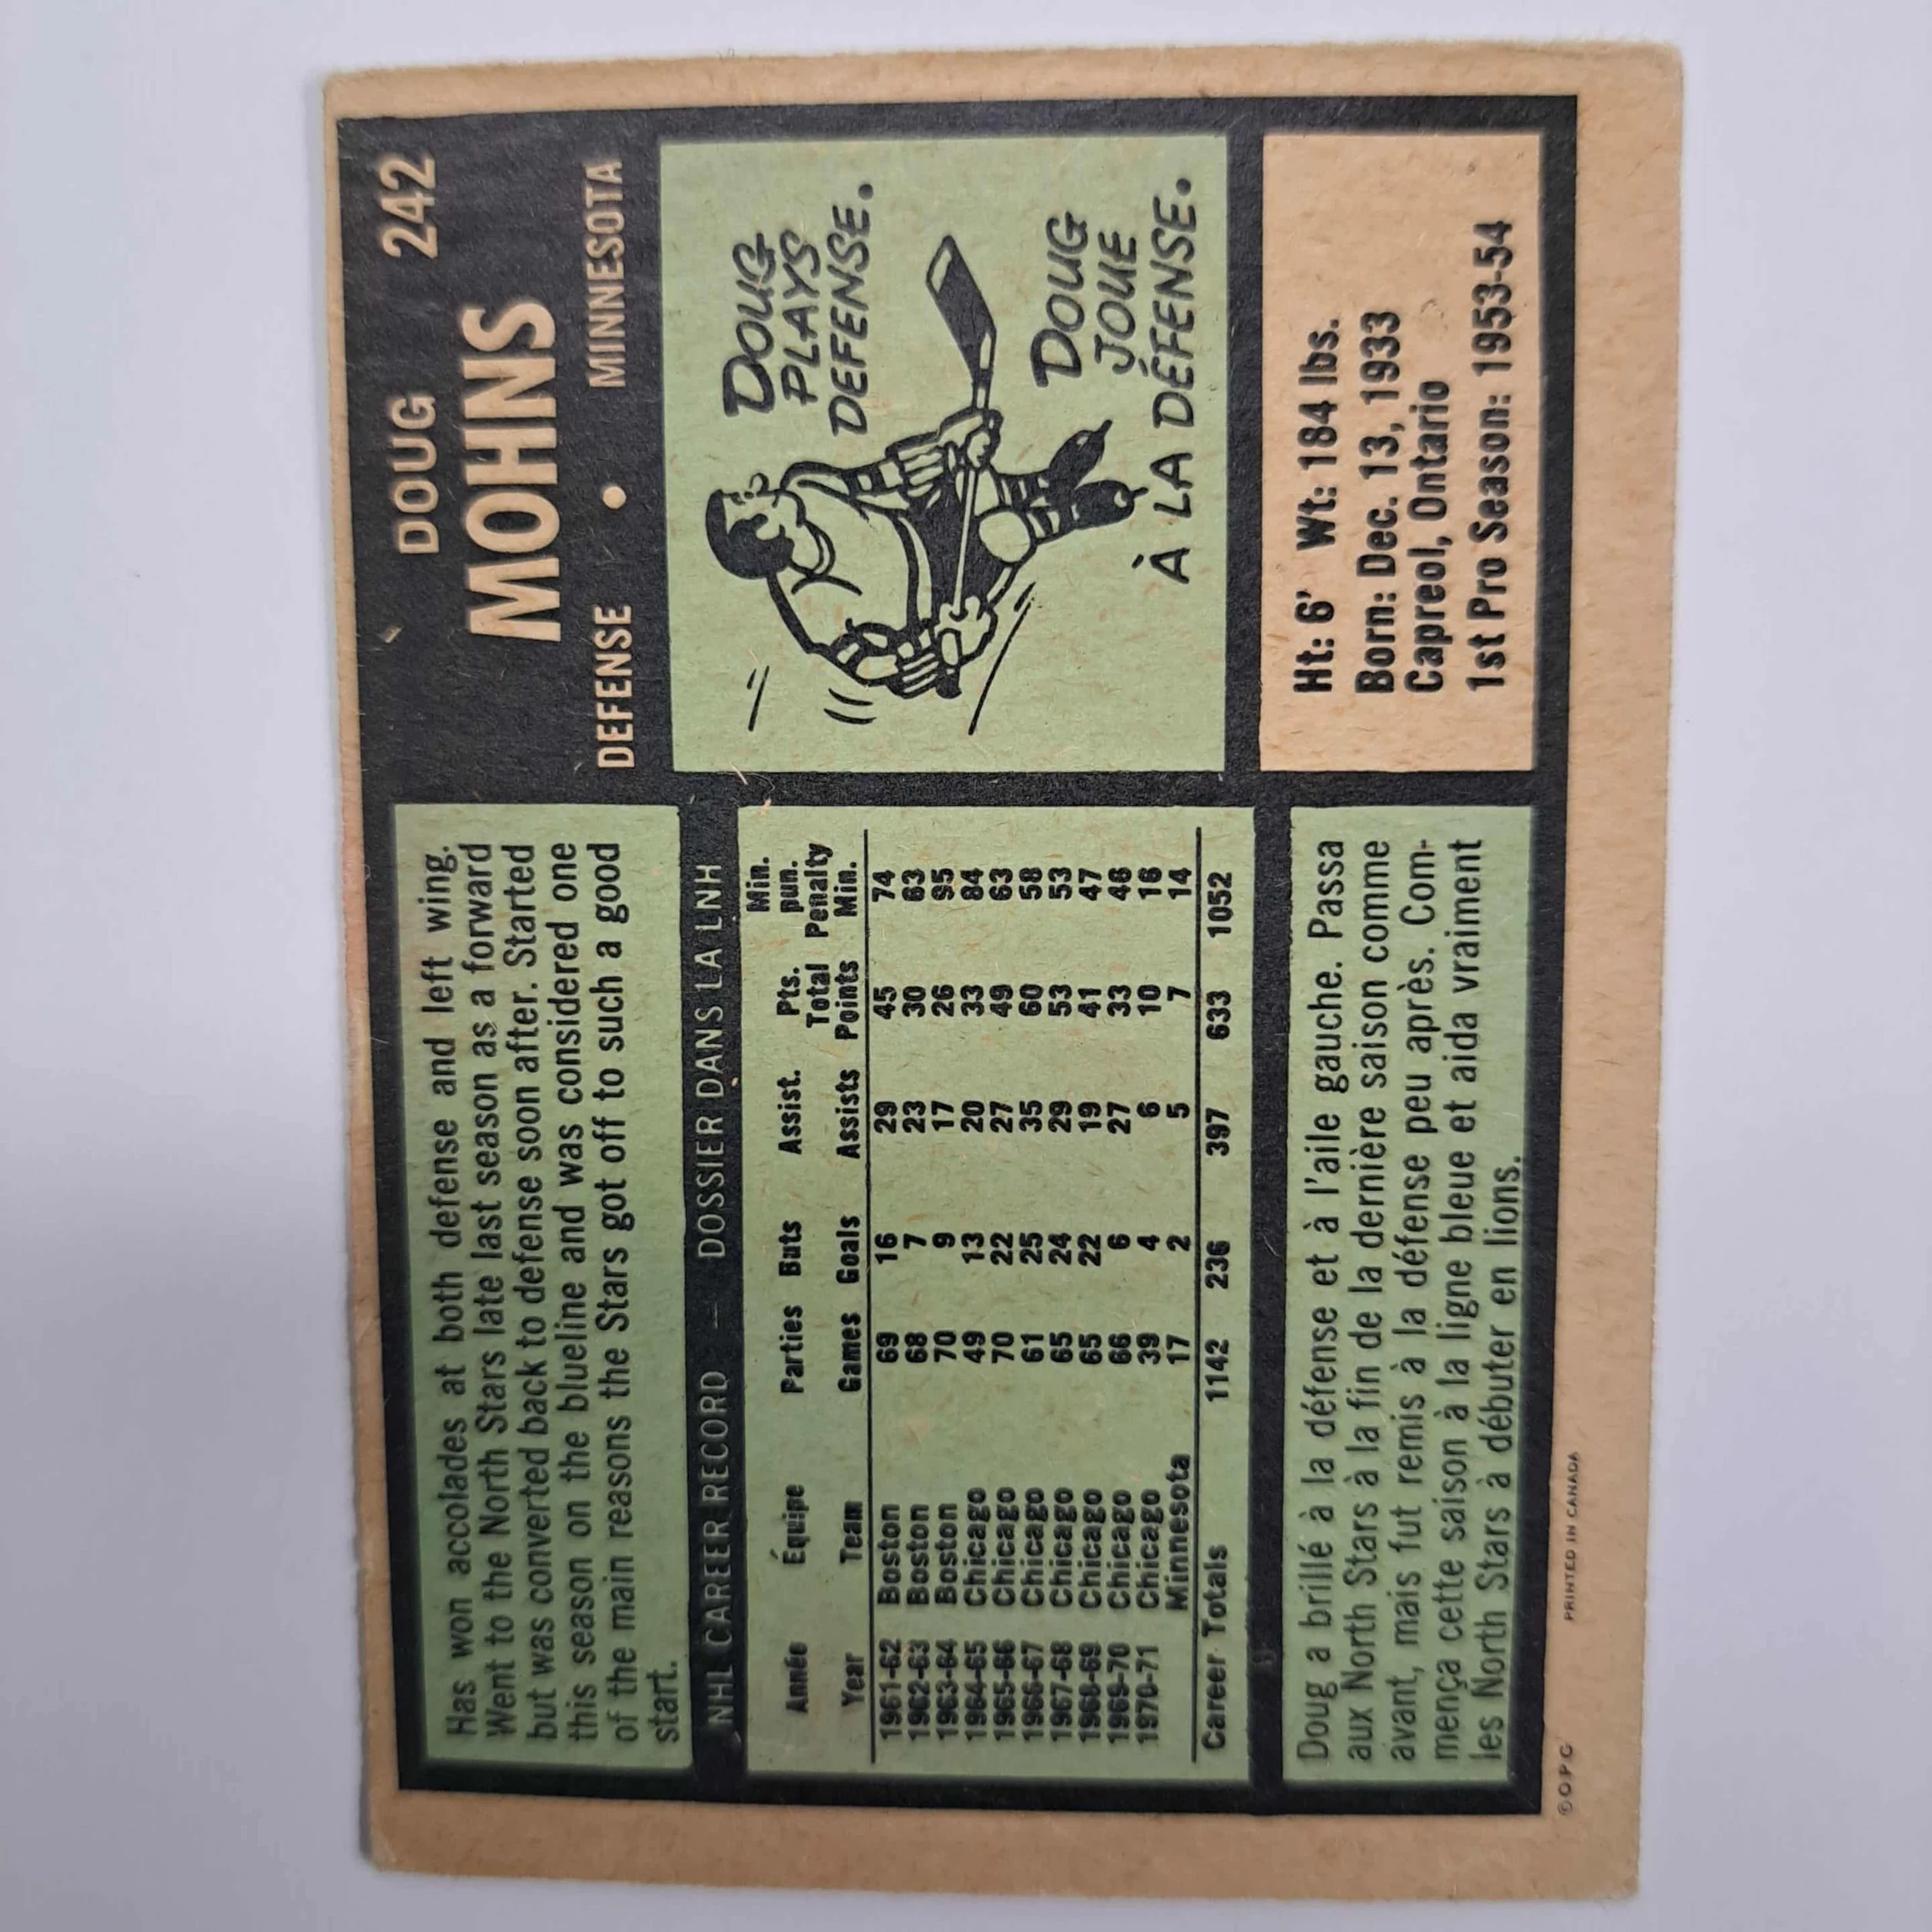 Has won accolades at both defense and left wing.
Went to the North Stars late last season as a forward
but was converted back to defense soon after. Started
this season on the blueline and was considered one
of the main reasons the Stars got off to such a good
start.
DOUG 242
MOHNS
DEFENSE • MINNESOTA
NHL CAREER RECORD — DOSSIER DANS LA LNH
Année Équipe Parties Buts Assist. Pts. Min. pun.
Year Team Games Goals Assists Total Points Penalty Min.
1961-62 Boston 69 16 29 45 74
1962-63 Boston 68 7 23 30 63
1963-64 Boston 70 9 17 26 95
1964-65 Chicago 49 13 20 33 84
1965-66 Chicago 70 22 27 49 63
1966-67 Chicago 61 25 35 60 58
1967-68 Chicago 65 24 29 53 53
1968-69 Chicago 65 22 19 41 47
1969-70 Chicago 66 6 27 33 46
1970-71 Chicago 39 4 6 10 16
Minnesota 17 2 5 7 14
Career Totals 1142 236 397 633 1052
DOUG
PLAYS
DEFENSE.
DOUG
JOUE
À LA DÉFENSE.
Doug a brillé à la défense et à l'aile gauche. Passa
aux North Stars à la fin de la dernière saison comme
avant, mais fut remis à la défense peu après. Com-
mença cette saison à la ligne bleue et aida vraiment
les North Stars à débuter en lions.
Ht: 6' Wt: 184 lbs.
Born: Dec. 13, 1933
Capreol, Ontario
1st Pro Season: 1953-54
©O.P.C. PRINTED IN CANADA